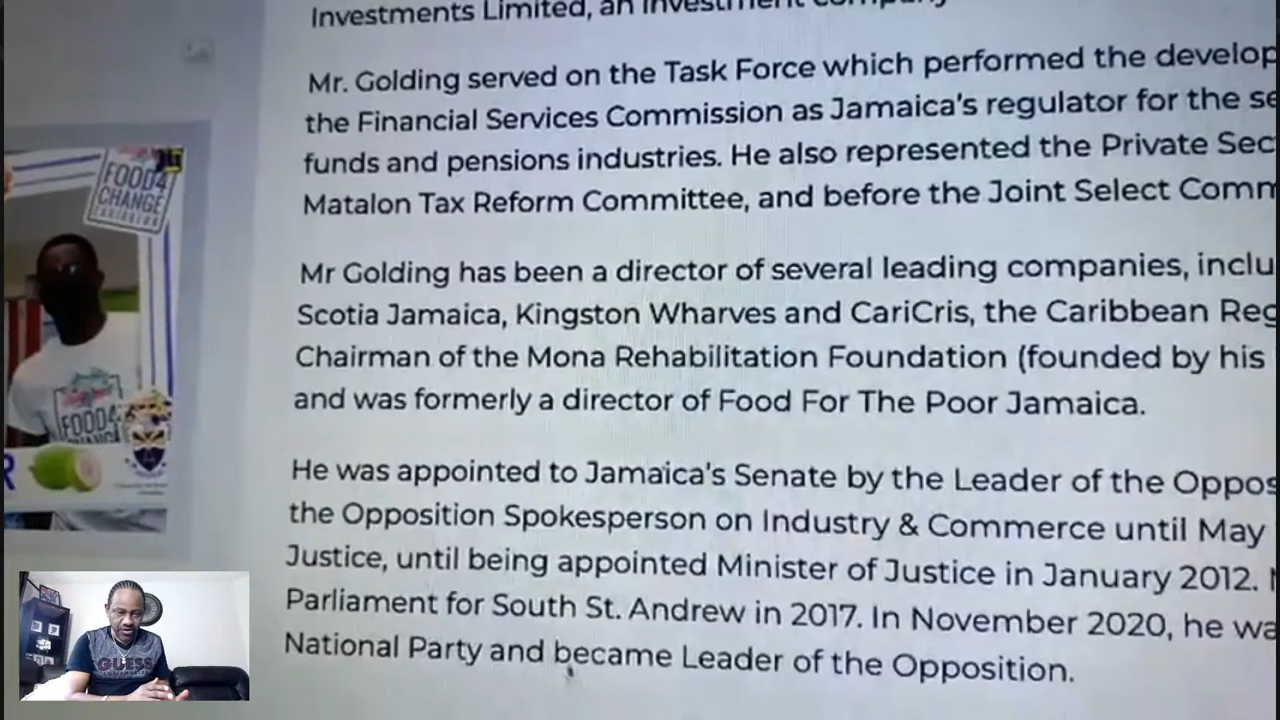 Investments Limited, an investment company
Mr. Golding served on the Task Force which performed the develop
the Financial Services Commission as Jamaica's regulator for the se
funds and pensions industries. He also represented the Private Sec
Matalon Tax Reform Committee, and before the Joint Select Comm
Mr Golding has been a director of several leading companies, inclu
Scotia Jamaica, Kingston Wharves and CariCris, the Caribbean Reg
Chairman of the Mona Rehabilitation Foundation (founded by his
and was formerly a director of Food For The Poor Jamaica.
He was appointed to Jamaica's Senate by the Leader of the Oppos
the Opposition Spokesperson on Industry & Commerce until May
Justice, until being appointed Minister of Justice in January 2012.
Parliament for South St. Andrew in 2017. In November 2020, he wa
National Party and became Leader of the Opposition.
FOOD4
CHANGE
FOOD4
R
GUESS